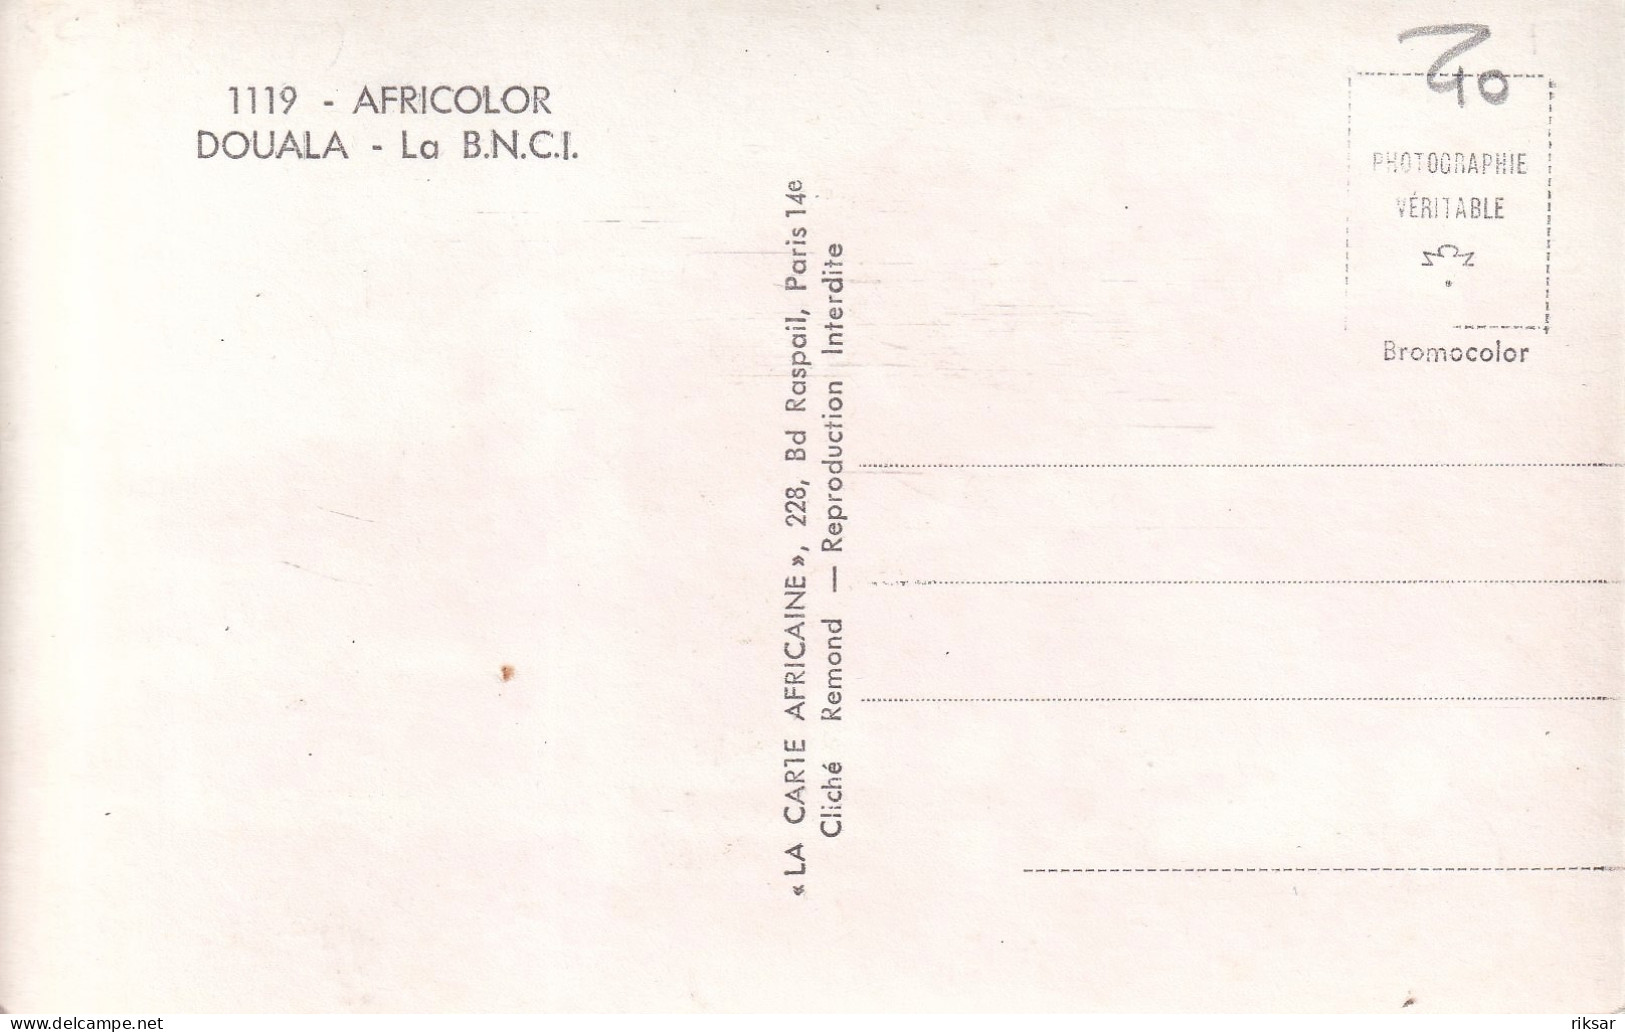 1119 - AFRICOLOR
DOUALA - La B.N.C.I.
« LA CARTE AFRICAINE », 228, Bd Raspail, Paris 14e
Cliché Remond — Reproduction Interdite
PHOTOGRAPHIE
VÉRITABLE
Bromocolor
www.delcampe.net
riksar